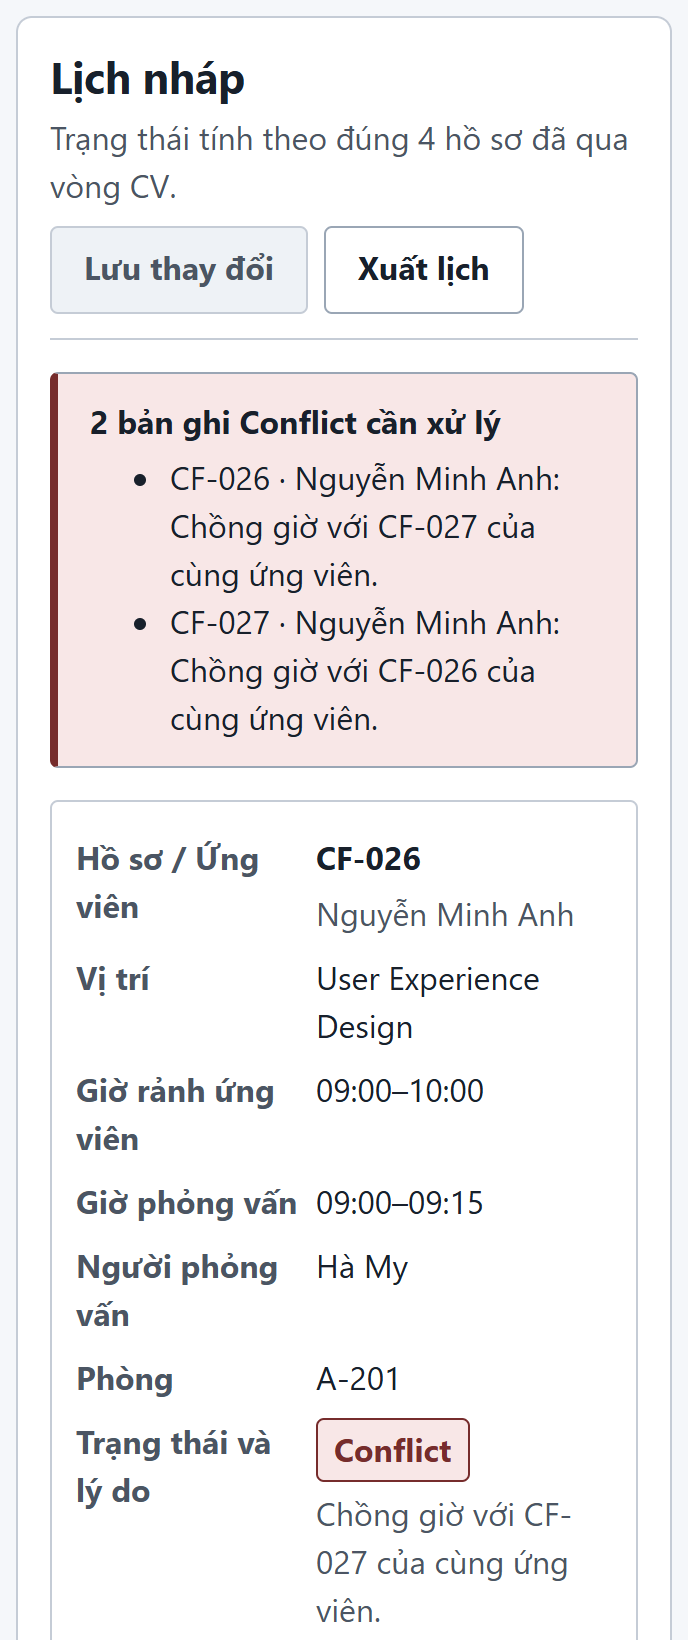 Lịch nháp
Trạng thái tính theo đúng 4 hồ sơ đã qua
vòng CV.
Lưu thay đổi
Xuất lịch
2 bản ghi Conflict cần xử lý
• CF-026 · Nguyễn Minh Anh:
Chồng giờ với CF-027 của
cùng ứng viên.
• CF-027 · Nguyễn Minh Anh:
Chồng giờ với CF-026 của
cùng ứng viên.
Hồ sơ / Ứng
viên
CF-026
Nguyễn Minh Anh
Vị trí
User Experience
Design
Giờ rảnh ứng
viên
09:00–10:00
Giờ phỏng vấn
09:00–09:15
Người phỏng
vấn
Hà My
Phòng
A-201
Trạng thái và
lý do
Conflict
Chồng giờ với CF-
027 của cùng ứng
viên.